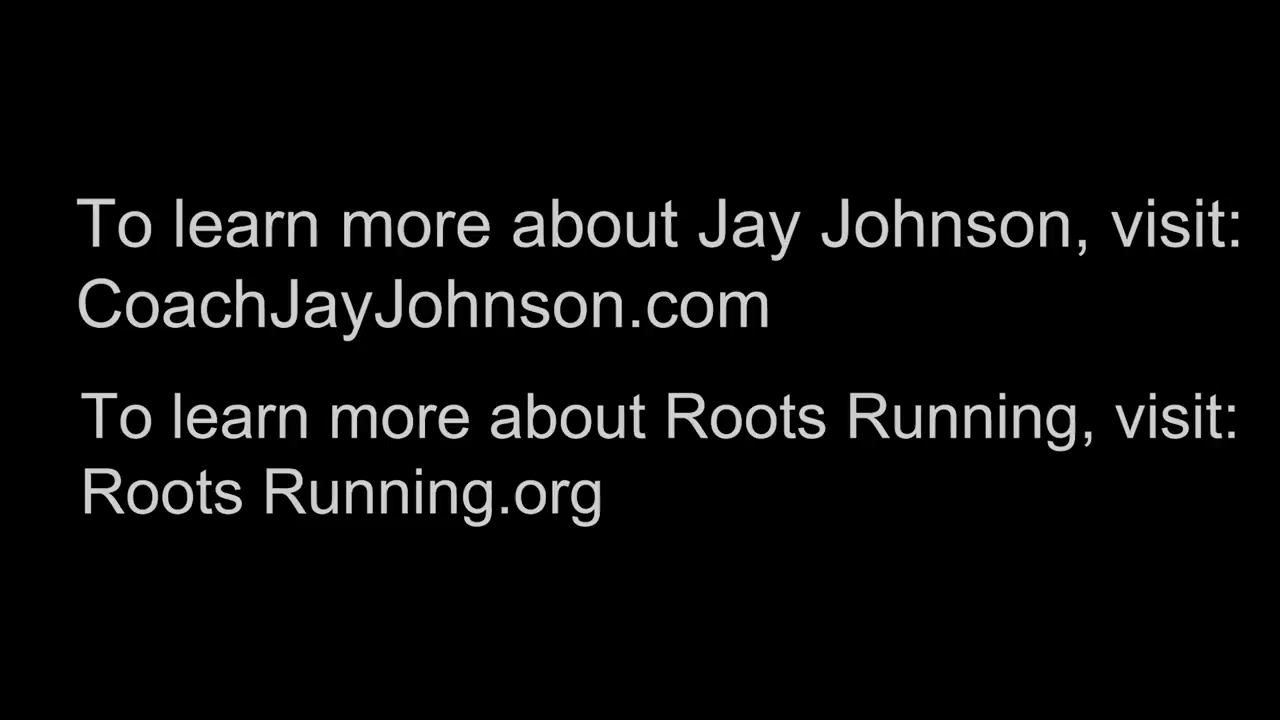 To learn more about Jay Johnson, visit:
CoachJayJohnson.com
To learn more about Roots Running, visit:
Roots Running.org